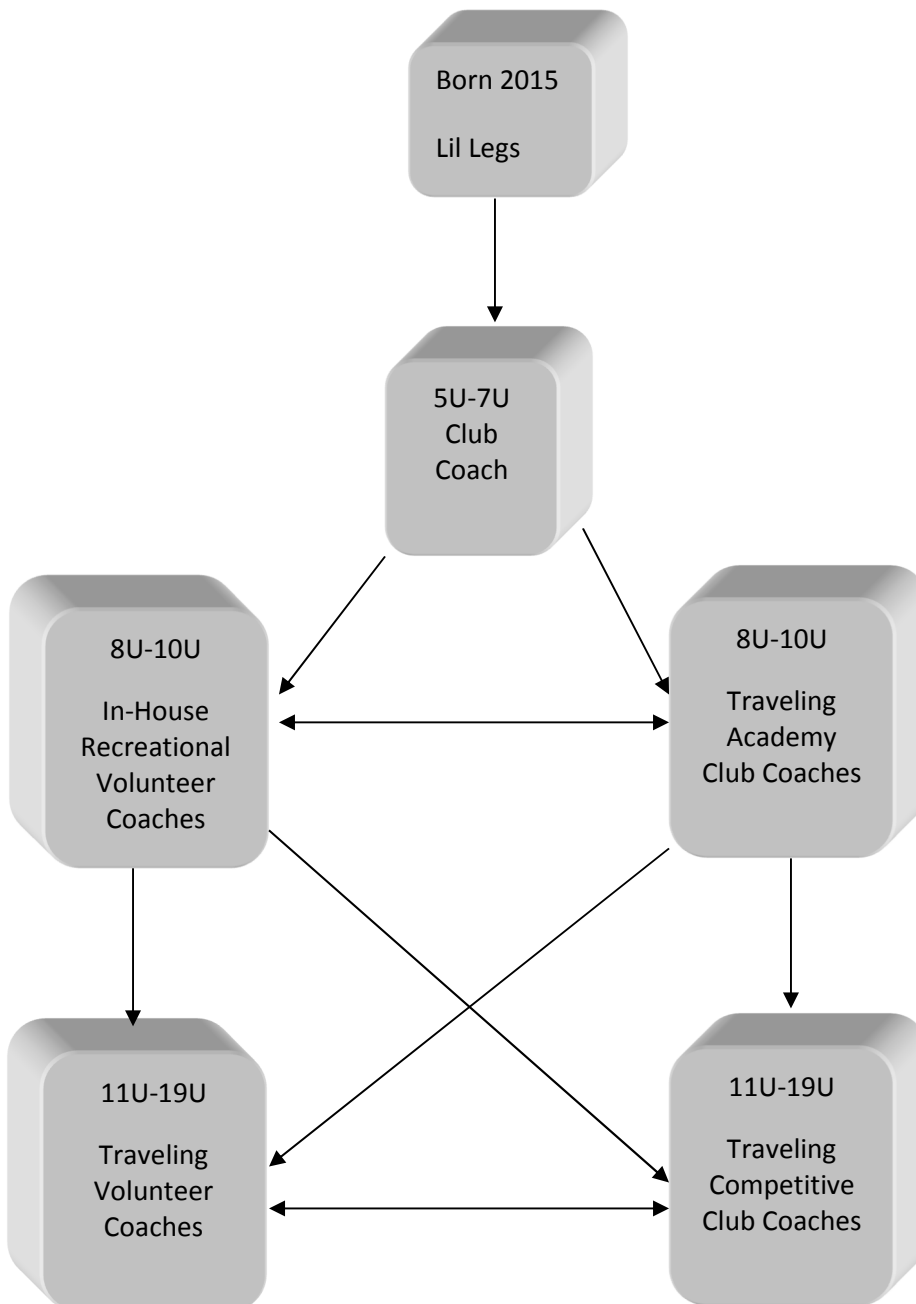 Born 2015
Lil Legs
5U-7U
Club
Coach
8U-10U
In-House
Recreational
Volunteer
Coaches
8U-10U
Traveling
Academy
Club Coaches
11U-19U
Traveling
Volunteer
Coaches
11U-19U
Traveling
Competitive
Club Coaches